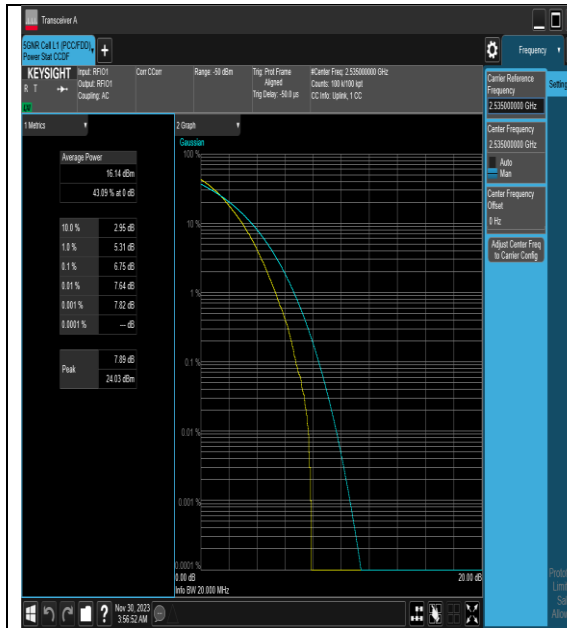 Transceiver A
5GNR Cell L1 (PCC/FDD)
Power Stat CCDF
Frequency
KEYSIGHT
R T
Input: RFIO1
Output: RFIO1
Coupling: AC
Corr CCorr
Range: -50 dBm
Trig: Prot Frame
Aligned
Trig Delay: -50.0 µs
#Center Freq: 2.535000000 GHz
Counts: 100 k/100 kpt
CC Info: Uplink, 1 CC
1 Metrics
Average Power
16.14 dBm
43.09 % at 0 dB
10.0 % 2.95 dB
1.0 % 5.31 dB
0.1 % 6.75 dB
0.01 % 7.64 dB
0.001 % 7.82 dB
0.0001 % --- dB
Peak
7.89 dB
24.03 dBm
2 Graph
Gaussian
100 %
10 %
1 %
0.1 %
0.01 %
0.001 %
0.0001 %
0.00 dB
20.00 dB
Info BW 20.000 MHz
Carrier Reference
Frequency
2.535000000 GHz
Center Frequency
2.535000000 GHz
Auto
Man
Center Frequency
Offset
0 Hz
Adjust Center Freq
to Carrier Config
Setting
Nov 30, 2023
3:56:52 AM